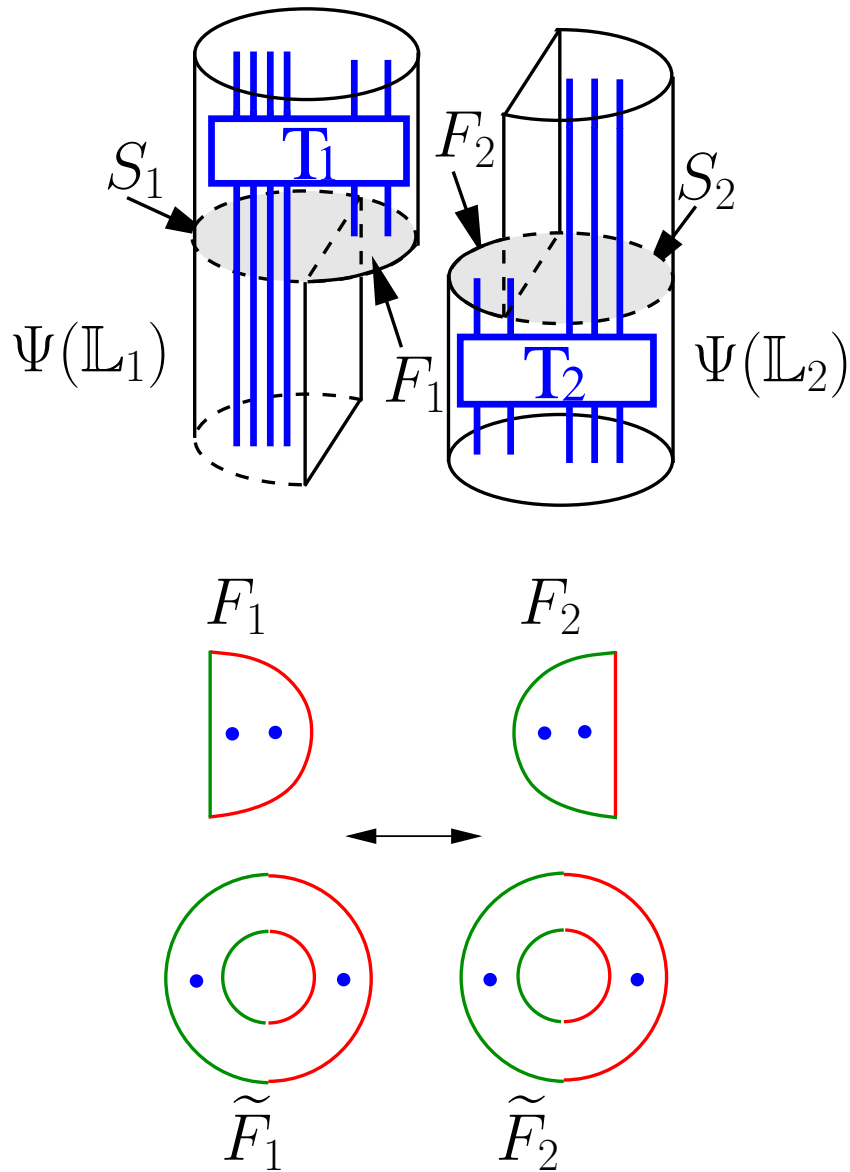 T₁
S₁
F₂
S₂
Ψ(𝕃₁)
F₁
T₂
Ψ(𝕃₂)
F₁ F₂
F̃₁ F̃₂